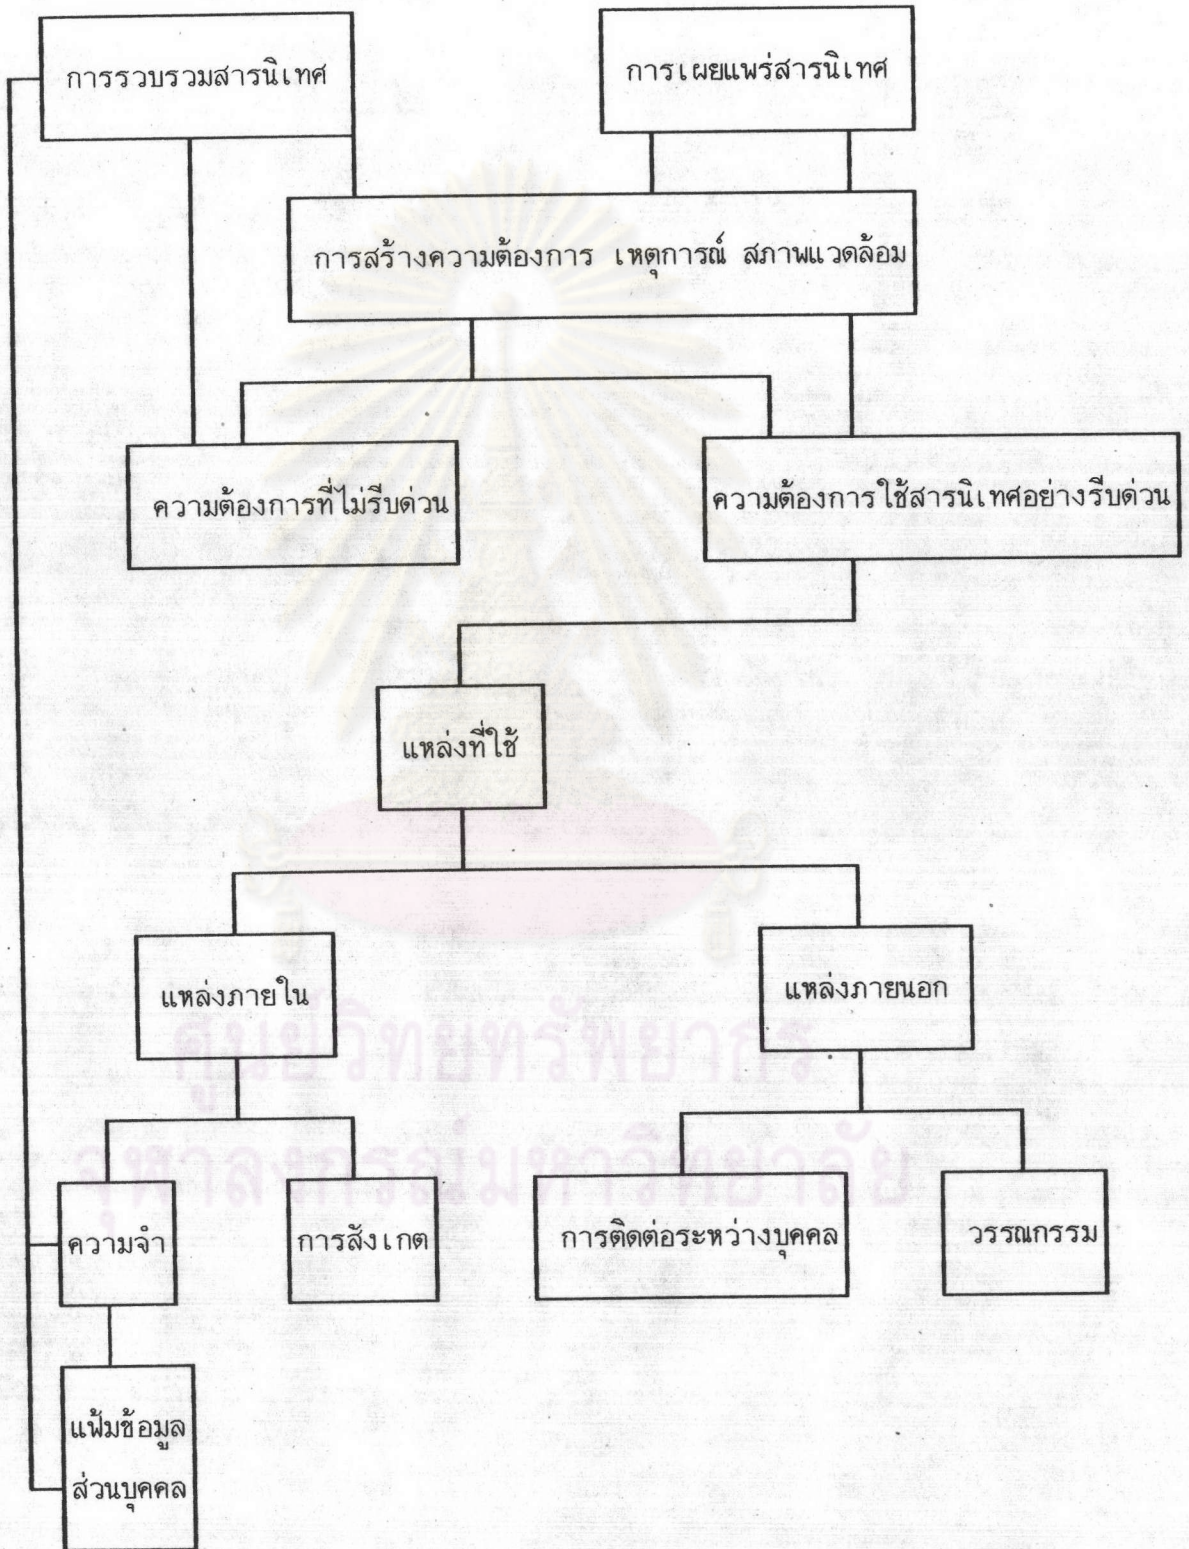 การรวบรวมสารนิเทศ
การเผยแพร่สารนิเทศ
การสร้างความต้องการ เหตุการณ์ สภาพแวดล้อม
ความต้องการที่ไม่รีบด่วน
ความต้องการใช้สารนิเทศอย่างรีบด่วน
แหล่งที่ใช้
แหล่งภายใน
แหล่งภายนอก
ศูนย์วิทยทรัพยากร
จุฬาลงกรณ์มหาวิทยาลัย
ความจำ
การสังเกต
การติดต่อระหว่างบุคคล
วรรณกรรม
แฟ้มข้อมูล
ส่วนบุคคล